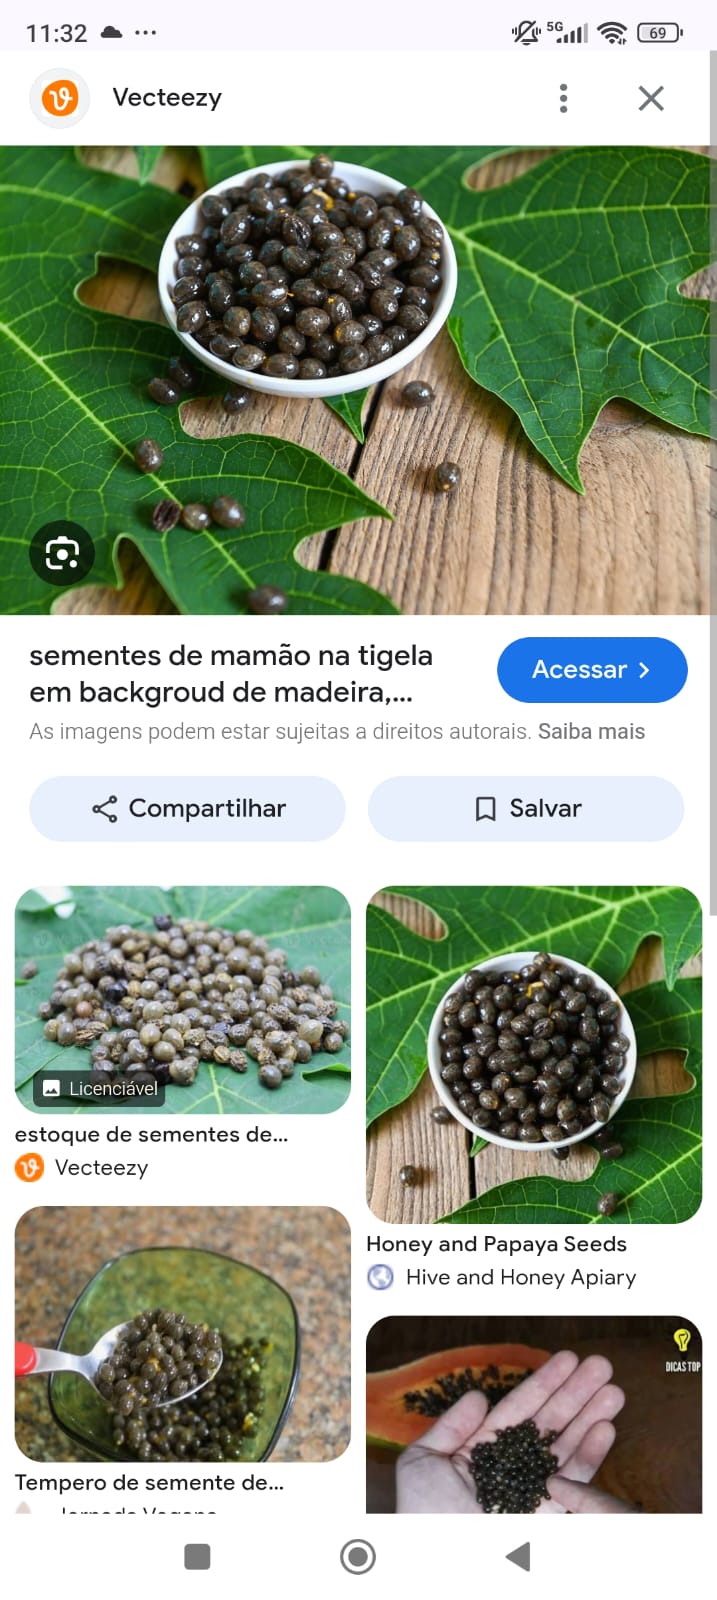 11:32
5G
69
Vecteezy
sementes de mamão na tigela
em backgroud de madeira,...
Acessar
As imagens podem estar sujeitas a direitos autorais. Saiba mais
Compartilhar
Salvar
Licenciável
estoque de sementes de...
Vecteezy
Honey and Papaya Seeds
Hive and Honey Apiary
DICAS TOP
Tempero de semente de...